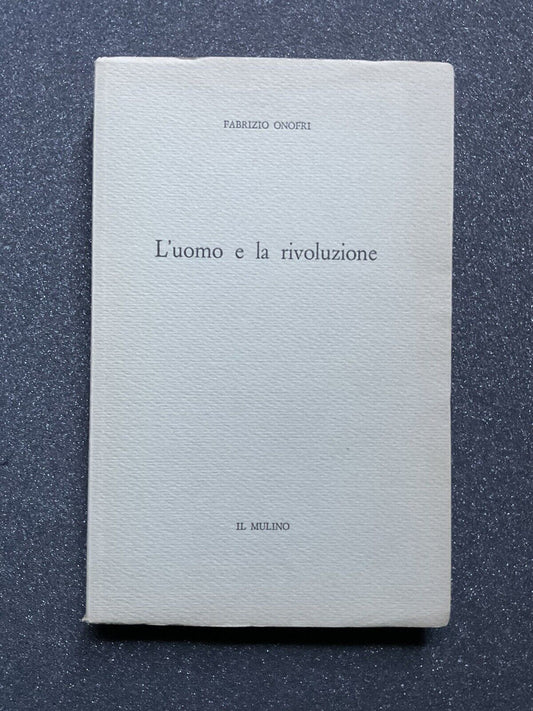 FABRIZIO ONOFRI
L'uomo e la rivoluzione
IL MULINO